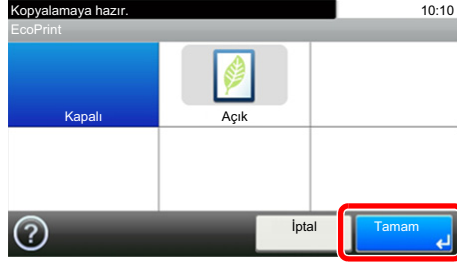 Kopyalamaya hazır. 10:10
EcoPrint
Kapalı Açık
? İptal Tamam